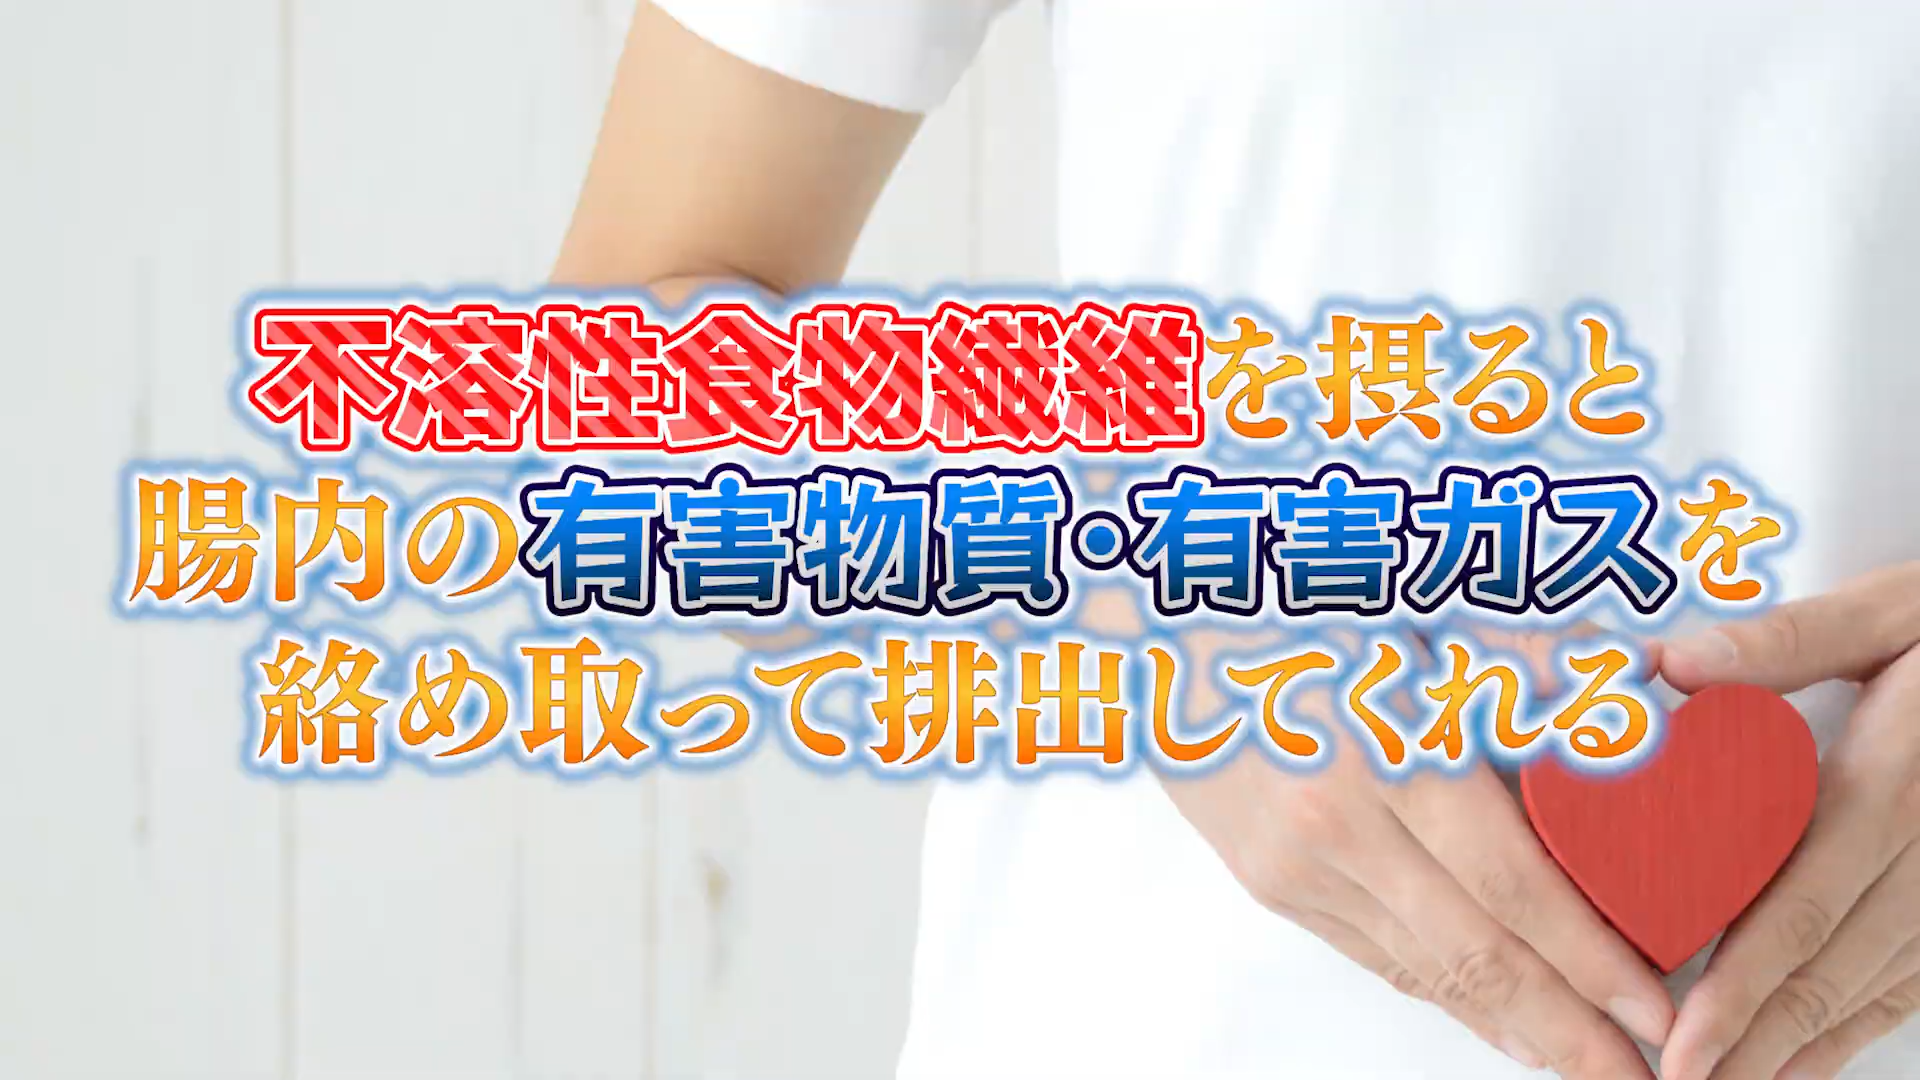 不溶性食物繊維を摂ると
腸内の有害物質・有害ガスを
絡め取って排出してくれる